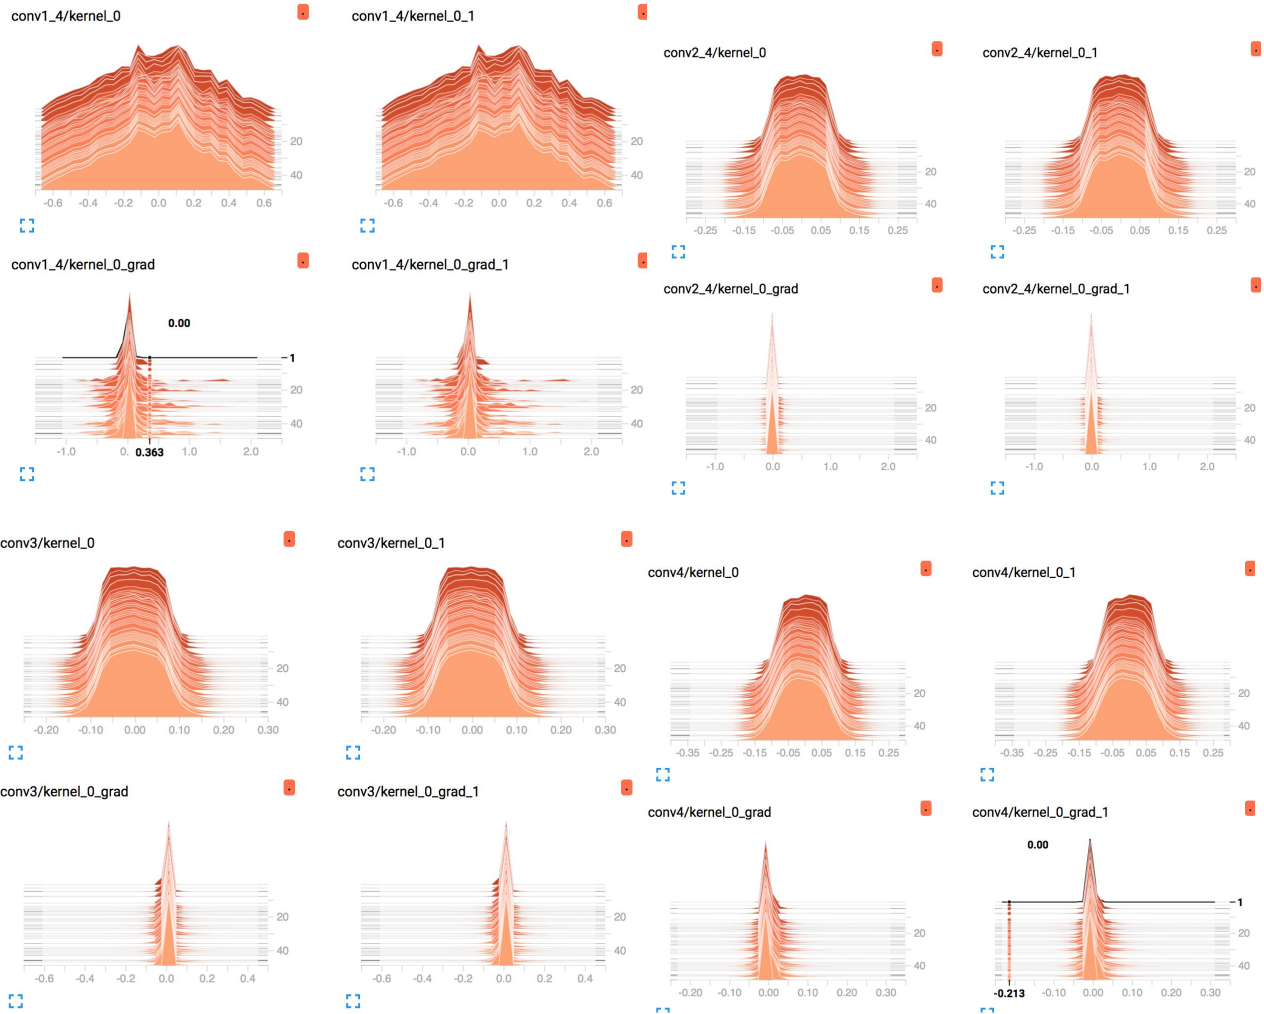 conv1_4/kernel_0
20
40
-0.6 -0.4 -0.2 0.0 0.2 0.4 0.6
conv1_4/kernel_0_1
20
40
-0.6 -0.4 -0.2 0.0 0.2 0.4 0.6
conv2_4/kernel_0
20
40
-0.25 -0.15 -0.05 0.05 0.15 0.25
conv2_4/kernel_0_1
20
40
-0.25 -0.15 -0.05 0.05 0.15 0.25
conv1_4/kernel_0_grad
0.00
1
20
40
-1.0 0. 1.0 2.0
0.363
conv1_4/kernel_0_grad_1
20
40
-1.0 0.0 1.0 2.0
conv2_4/kernel_0_grad
20
40
-1.0 0.0 1.0 2.0
conv2_4/kernel_0_grad_1
20
40
-1.0 0.0 1.0 2.0
conv3/kernel_0
20
40
-0.20 -0.10 0.00 0.10 0.20 0.30
conv3/kernel_0_1
20
40
-0.20 -0.10 0.00 0.10 0.20 0.30
conv4/kernel_0
20
40
-0.35 -0.25 -0.15 -0.05 0.05 0.15 0.25
conv4/kernel_0_1
20
40
-0.35 -0.25 -0.15 -0.05 0.05 0.15 0.25
conv3/kernel_0_grad
20
40
-0.6 -0.4 -0.2 0.0 0.2 0.4
conv3/kernel_0_grad_1
20
40
-0.6 -0.4 -0.2 0.0 0.2 0.4
conv4/kernel_0_grad
20
40
-0.20 -0.10 0.00 0.10 0.20 0.30
conv4/kernel_0_grad_1
0.00
1
20
40
-0.213 -0.10 0.00 0.10 0.20 0.30